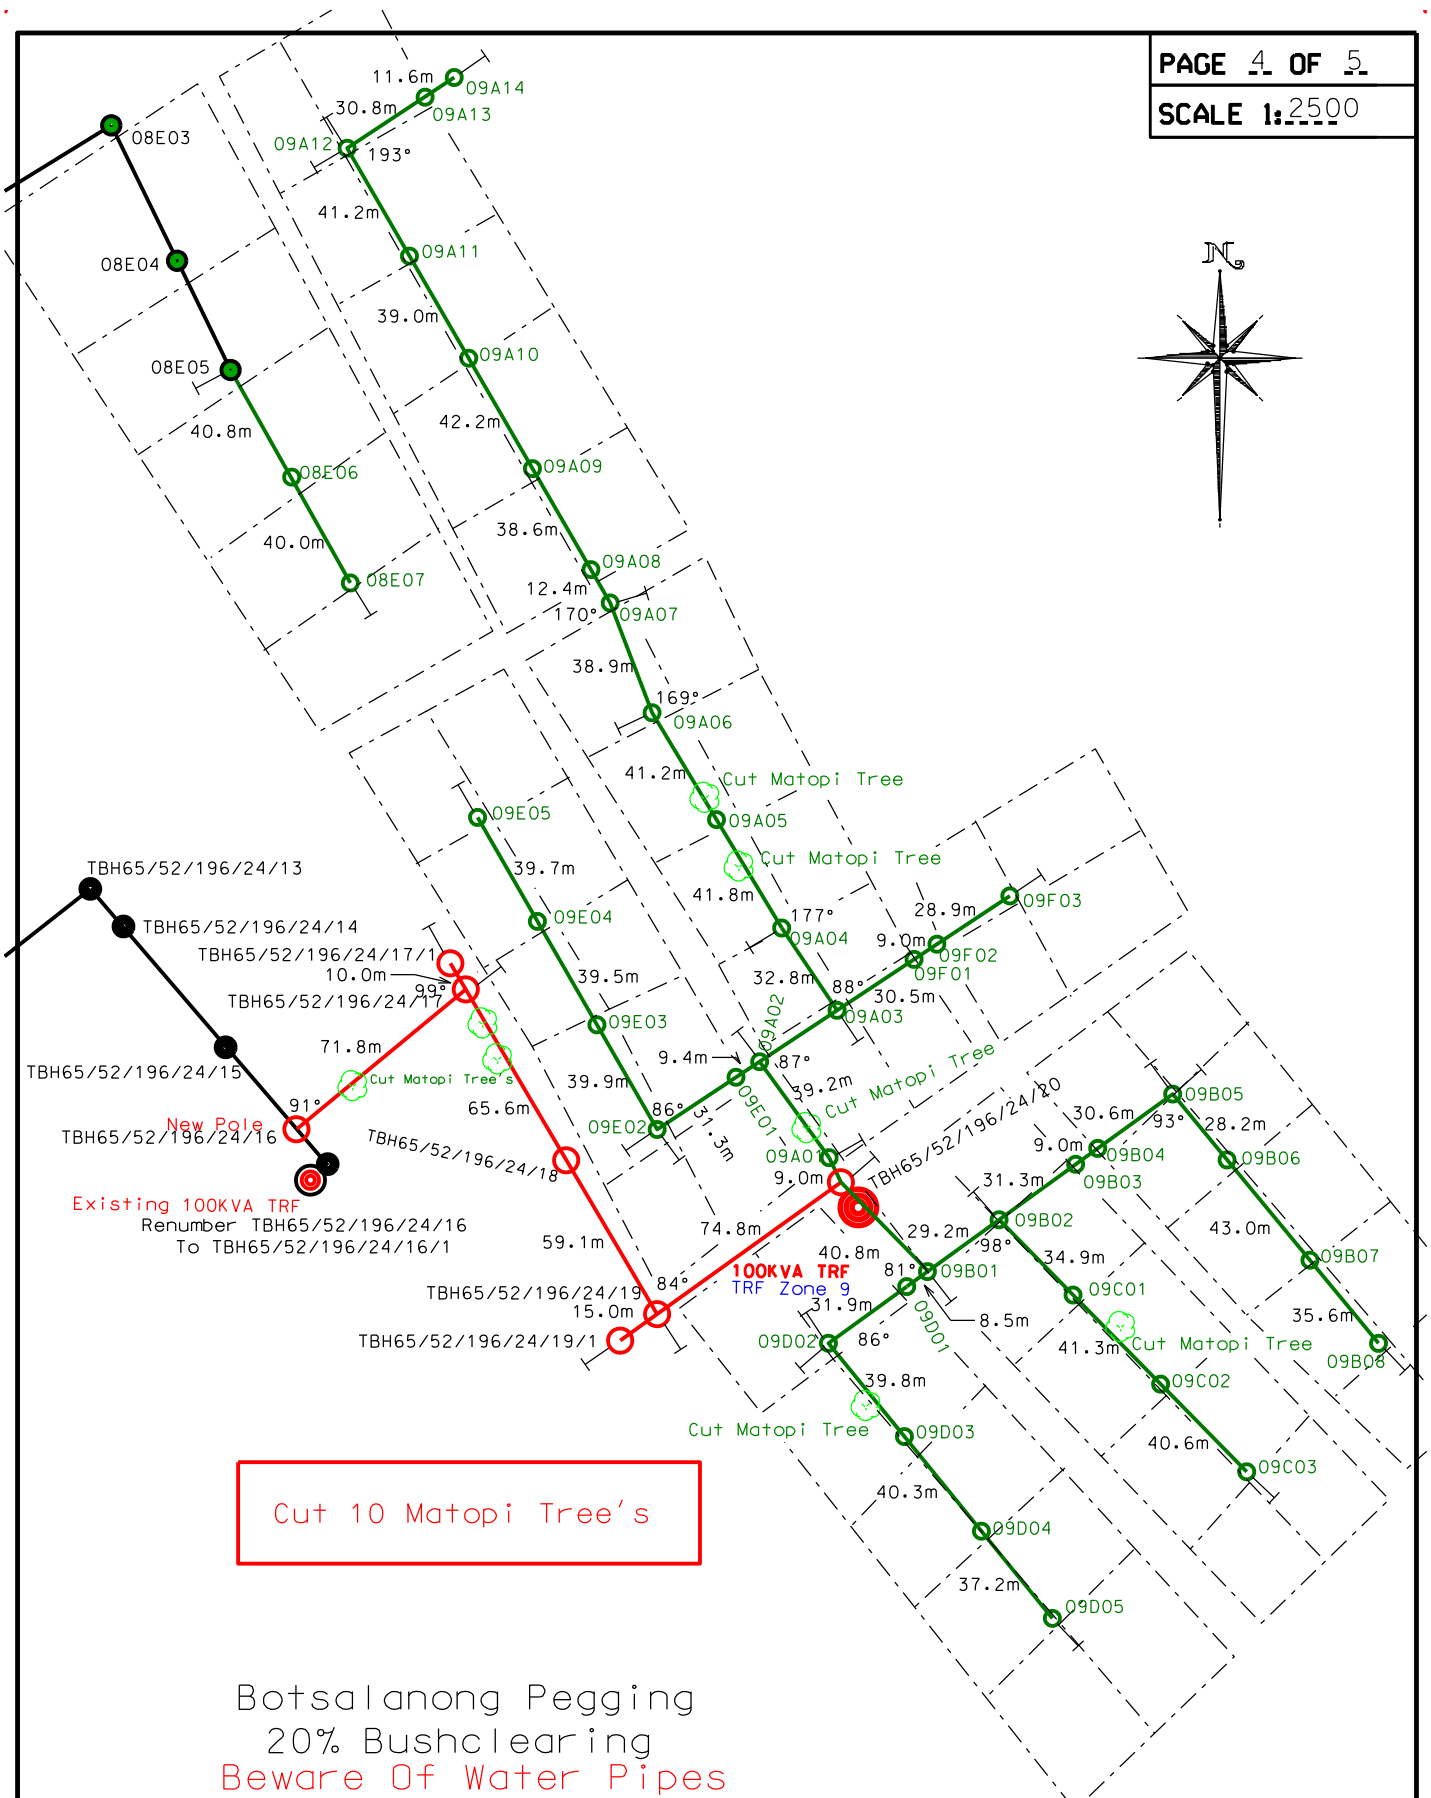 PAGE 4 OF 5
SCALE 1:2500
N
11.6m
09A14
30.8m
09A13
08E03
09A12
193°
41.2m
09A11
08E04
39.0m
09A10
08E05
40.8m
42.2m
09A09
08E06
38.6m
40.0m
09A08
08E07
12.4m
170°
09A07
38.9m
169°
09A06
41.2m
Cut Matopi Tree
09E05
09A05
Cut Matopi Tree
39.7m
TBH65/52/196/24/13
41.8m
28.9m
09F03
09E04
177°
TBH65/52/196/24/14
09A04
9.0m
09F02
TBH65/52/196/24/17/1
09F01
10.0m
39.5m
32.8m
99°
88°
30.5m
TBH65/52/196/24/17
09A03
09E03
09A02
71.8m
9.4m
87°
Cut Matopi Tree
TBH65/52/196/24/15
Cut Matopi Tree's
39.9m
39.2m
TBH65/52/196/24/20
09B05
91°
65.6m
86°
31.3m
09E01
30.6m
93°
28.2m
New Pole
09E02
TBH65/52/196/24/16
TBH65/52/196/24/18
09A01
9.0m
09B04
09B06
09B03
9.0m
31.3m
Existing 100KVA TRF
Renumber TBH65/52/196/24/16
To TBH65/52/196/24/16/1
74.8m
29.2m
09B02
43.0m
59.1m
40.8m
98°
34.9m
09B07
100KVA TRF
TRF Zone 9
81°
09B01
84°
TBH65/52/196/24/19
15.0m
31.9m
09D01
8.5m
09C01
35.6m
TBH65/52/196/24/19/1
09D02
86°
41.3m
Cut Matopi Tree
09B08
39.8m
09C02
Cut Matopi Tree
09D03
40.6m
09C03
40.3m
Cut 10 Matopi Tree's
09D04
37.2m
09D05
Botsalanong Pegging
20% Bushclearing
Beware Of Water Pipes